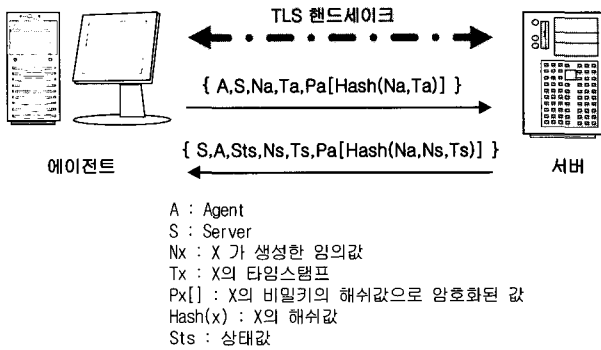 TLS 핸드세이크
{ A,S,Na,Ta,Pa[Hash(Na,Ta)] }
{ S,A,Sts,Ns,Ts,Pa[Hash(Na,Ns,Ts)] }
에이전트
서버
A : Agent
S : Server
Nx : X 가 생성한 임의값
Tx : X의 타임스탬프
Px[] : X의 비밀키의 해쉬값으로 암호화된 값
Hash(x) : X의 해쉬값
Sts : 상태값